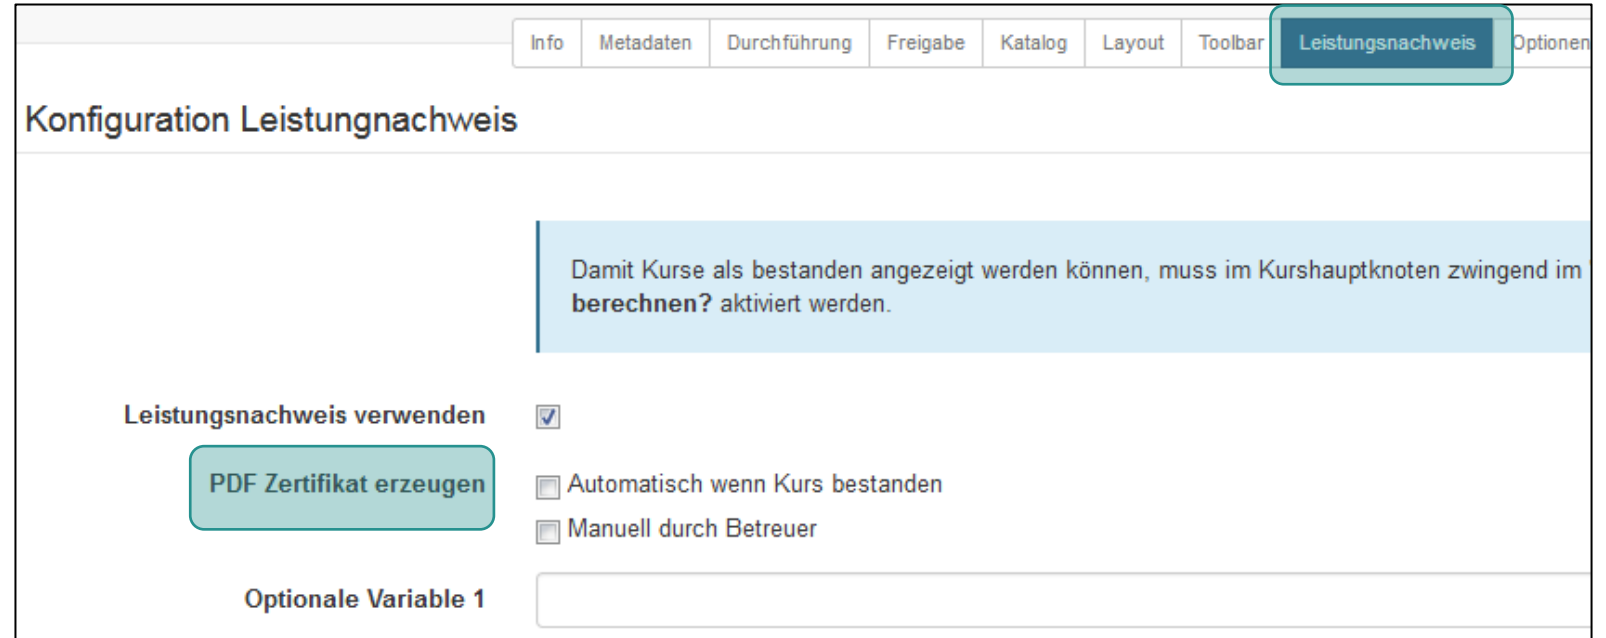 Info Metadaten Durchführung Freigabe Katalog Layout Toolbar Leistungsnachweis Optionen
Konfiguration Leistungnachweis
Damit Kurse als bestanden angezeigt werden können, muss im Kurshauptknoten zwingend im
berechnen? aktiviert werden.
Leistungsnachweis verwenden
PDF Zertifikat erzeugen Automatisch wenn Kurs bestanden
Manuell durch Betreuer
Optionale Variable 1